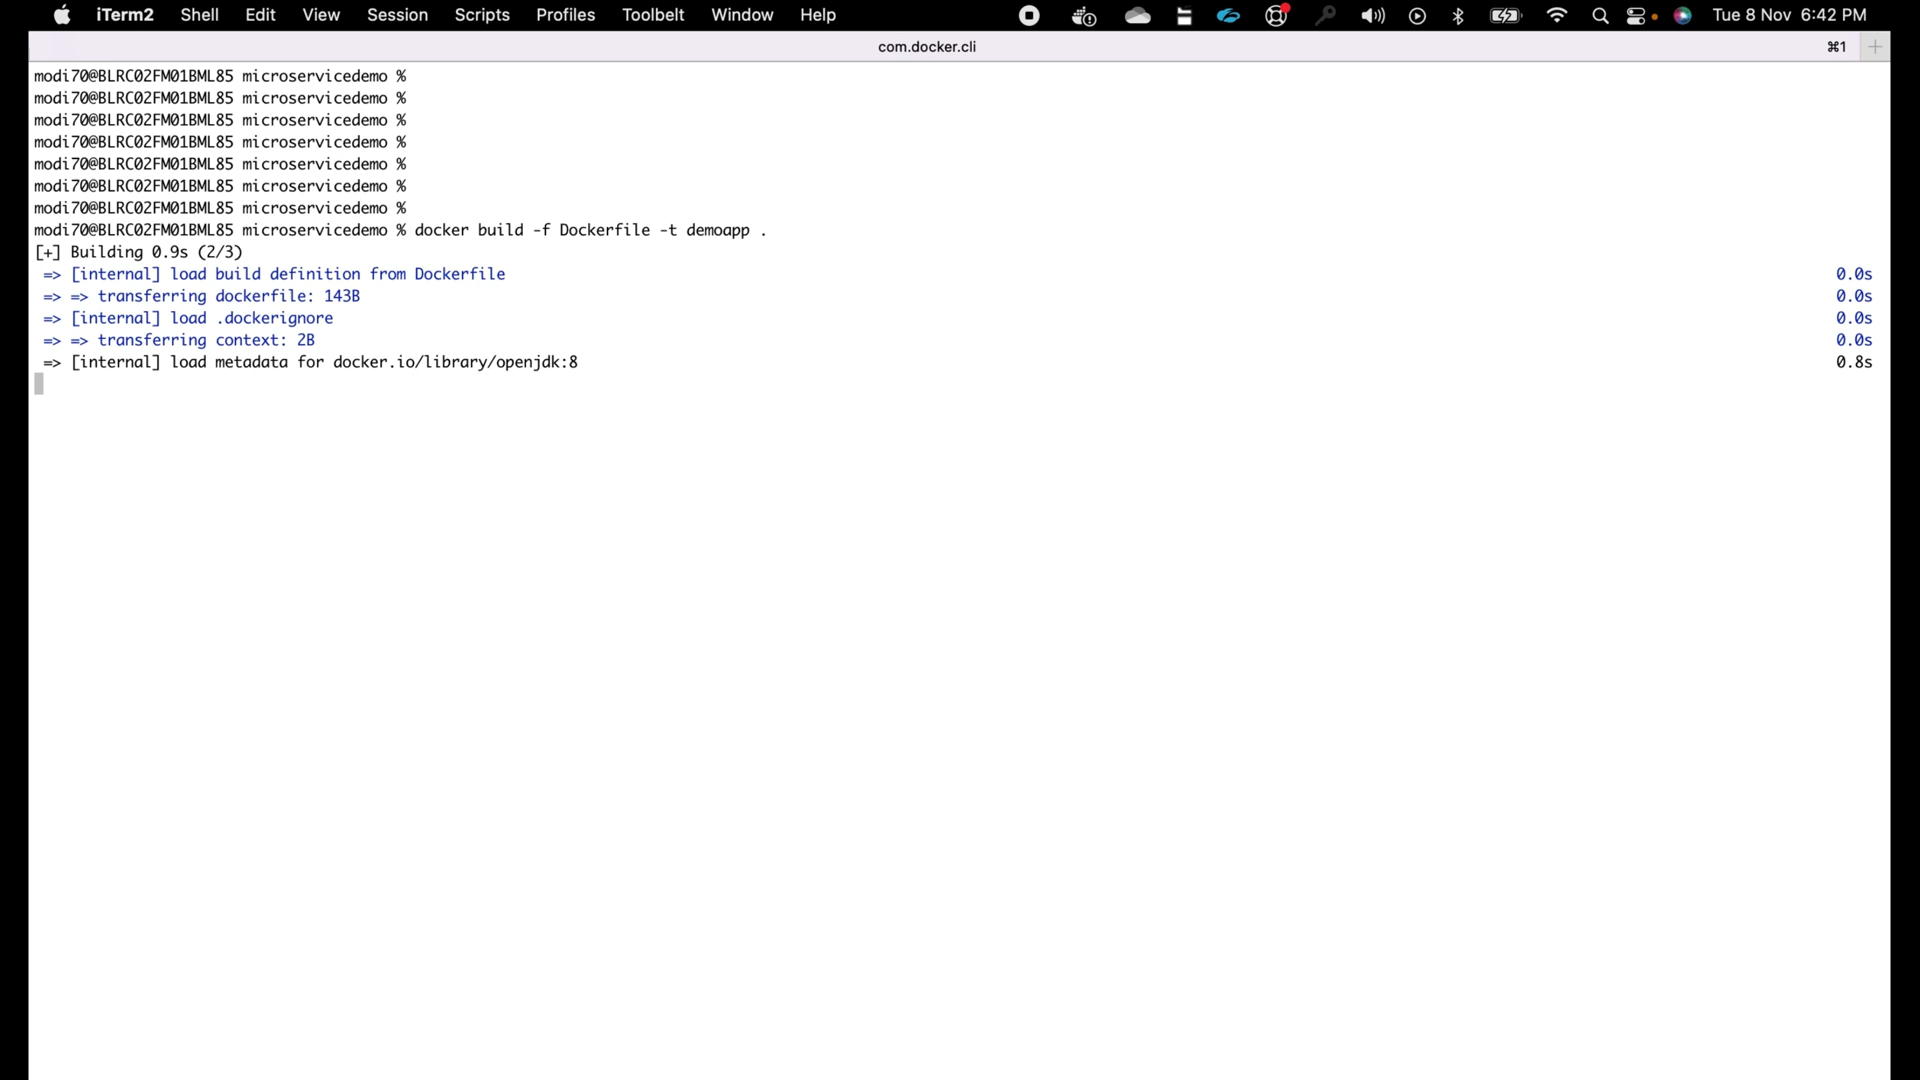 iTerm2 Shell Edit View Session Scripts Profiles Toolbelt Window Help Tue 8 Nov 6:42 PM
com.docker.cli ⌘1
modi70@BLRC02FM01BML85 microservicedemo %
modi70@BLRC02FM01BML85 microservicedemo %
modi70@BLRC02FM01BML85 microservicedemo %
modi70@BLRC02FM01BML85 microservicedemo %
modi70@BLRC02FM01BML85 microservicedemo %
modi70@BLRC02FM01BML85 microservicedemo %
modi70@BLRC02FM01BML85 microservicedemo %
modi70@BLRC02FM01BML85 microservicedemo % docker build -f Dockerfile -t demoapp .
[+] Building 0.9s (2/3)
=> [internal] load build definition from Dockerfile 0.0s
=> => transferring dockerfile: 143B 0.0s
=> [internal] load .dockerignore 0.0s
=> => transferring context: 2B 0.0s
=> [internal] load metadata for docker.io/library/openjdk:8 0.8s